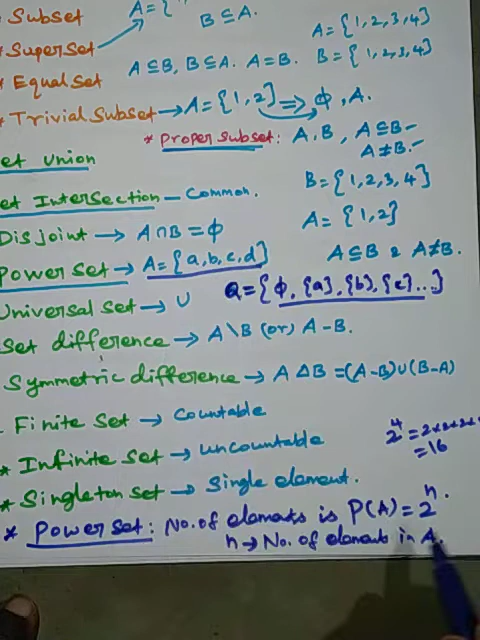 * Subset
A={
B⊆A.
A={1,2,3,4}
* Superset
A⊆B, B⊆A. A=B. B={1,2,3,4}
* Equal Set
* Trivial Subset → A={1,2} ⇒ φ, A.
* Proper subset: A,B, A⊆B
A≠B.
et Union
B={1,2,3,4}
et Intersection – Common.
A={1,2}
Disjoint → A∩B=φ
A⊆B & A≠B.
Power set → A={a,b,c,d}
Q={φ,{a},{b},{c}...}
Universal set → U
Set difference → A\B (or) A-B.
Symmetric difference → A Δ B =(A-B)∪(B-A)
Finite Set → Countable
2⁴=2×2×2×
=16
* Infinite Set → uncountable
* Singleton set → Single element.
* Power set: No. of elements is P(A)=2ⁿ.
n → No. of elements in A.